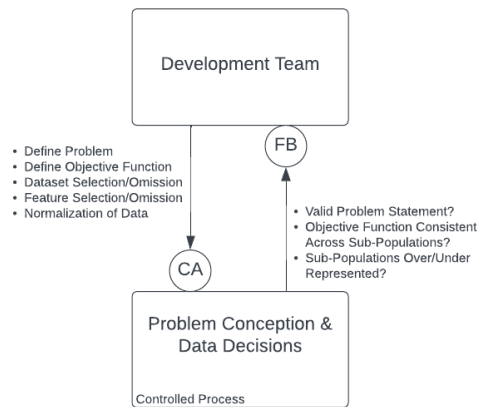 Development Team
FB
• Define Problem
• Define Objective Function
• Dataset Selection/Omission
• Feature Selection/Omission
• Normalization of Data
• Valid Problem Statement?
• Objective Function Consistent
Across Sub-Populations?
• Sub-Populations Over/Under
Represented?
CA
Problem Conception &
Data Decisions
Controlled Process